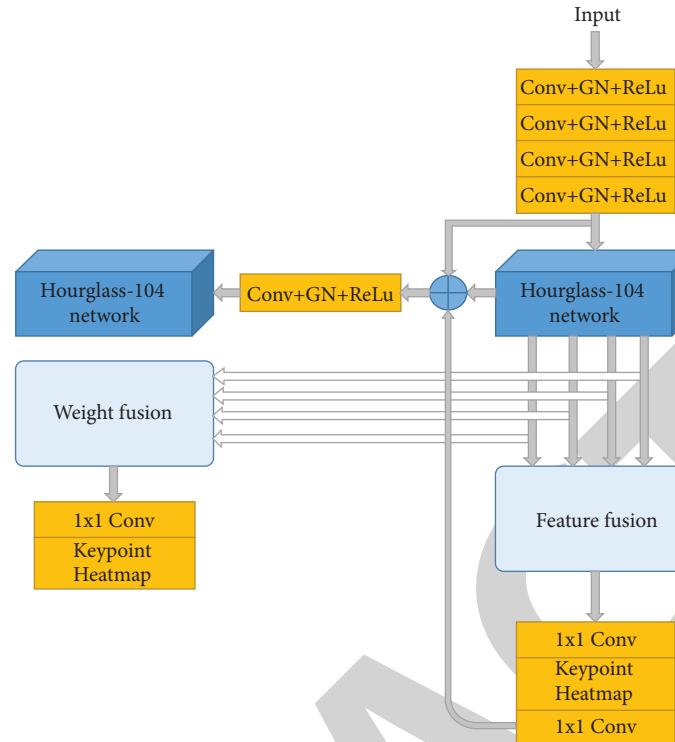 Input
Conv+GN+ReLu
Conv+GN+ReLu
Conv+GN+ReLu
Conv+GN+ReLu
Hourglass-104
network
Conv+GN+ReLu
Hourglass-104
network
Weight fusion
1x1 Conv
Keypoint
Heatmap
Feature fusion
1x1 Conv
Keypoint
Heatmap
1x1 Conv